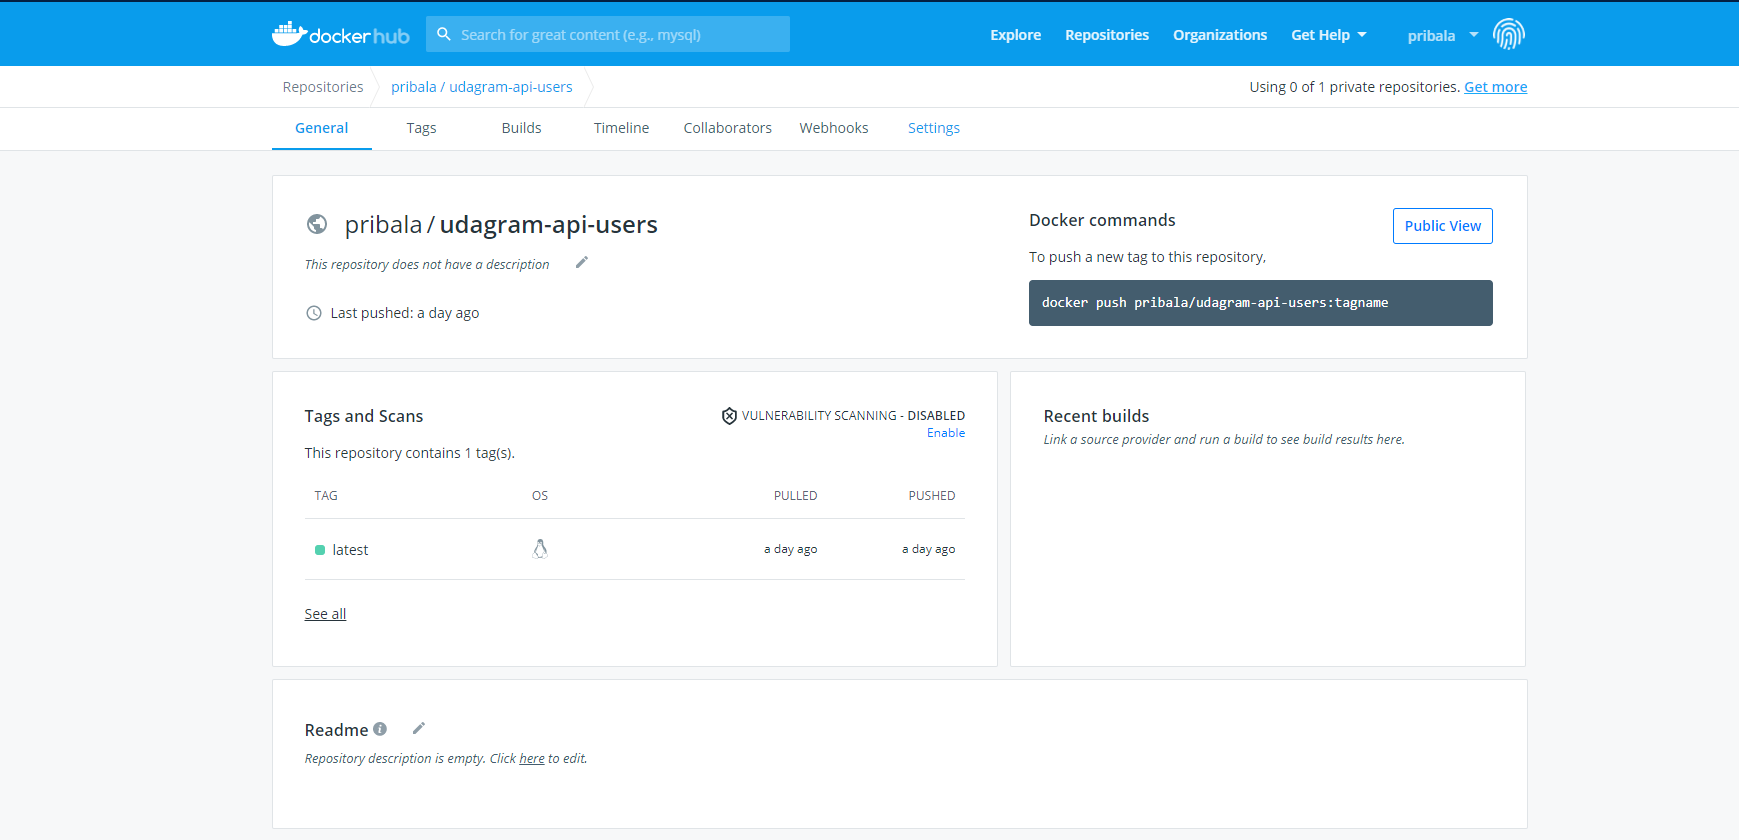 docker hub
Search for great content (e.g., mysql)
Explore
Repositories
Organizations
Get Help
pribala
Repositories
pribala / udagram-api-users
Using 0 of 1 private repositories. Get more
General
Tags
Builds
Timeline
Collaborators
Webhooks
Settings
pribala / udagram-api-users
This repository does not have a description
Last pushed: a day ago
Docker commands
Public View
To push a new tag to this repository,
docker push pribala/udagram-api-users:tagname
Tags and Scans
VULNERABILITY SCANNING - DISABLED
Enable
This repository contains 1 tag(s).
TAG OS PULLED PUSHED
latest a day ago a day ago
See all
Recent builds
Link a source provider and run a build to see build results here.
Readme
Repository description is empty. Click here to edit.